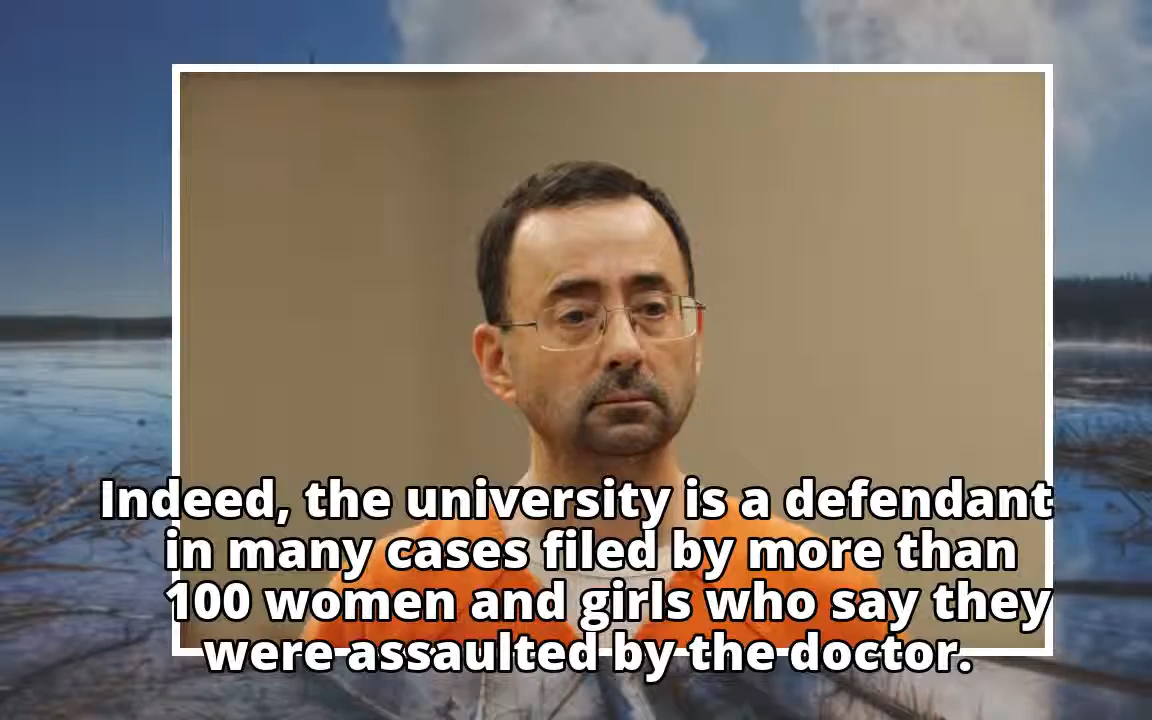 Indeed, the university is a defendant
in many cases filed by more than
100 women and girls who say they
were assaulted by the doctor.